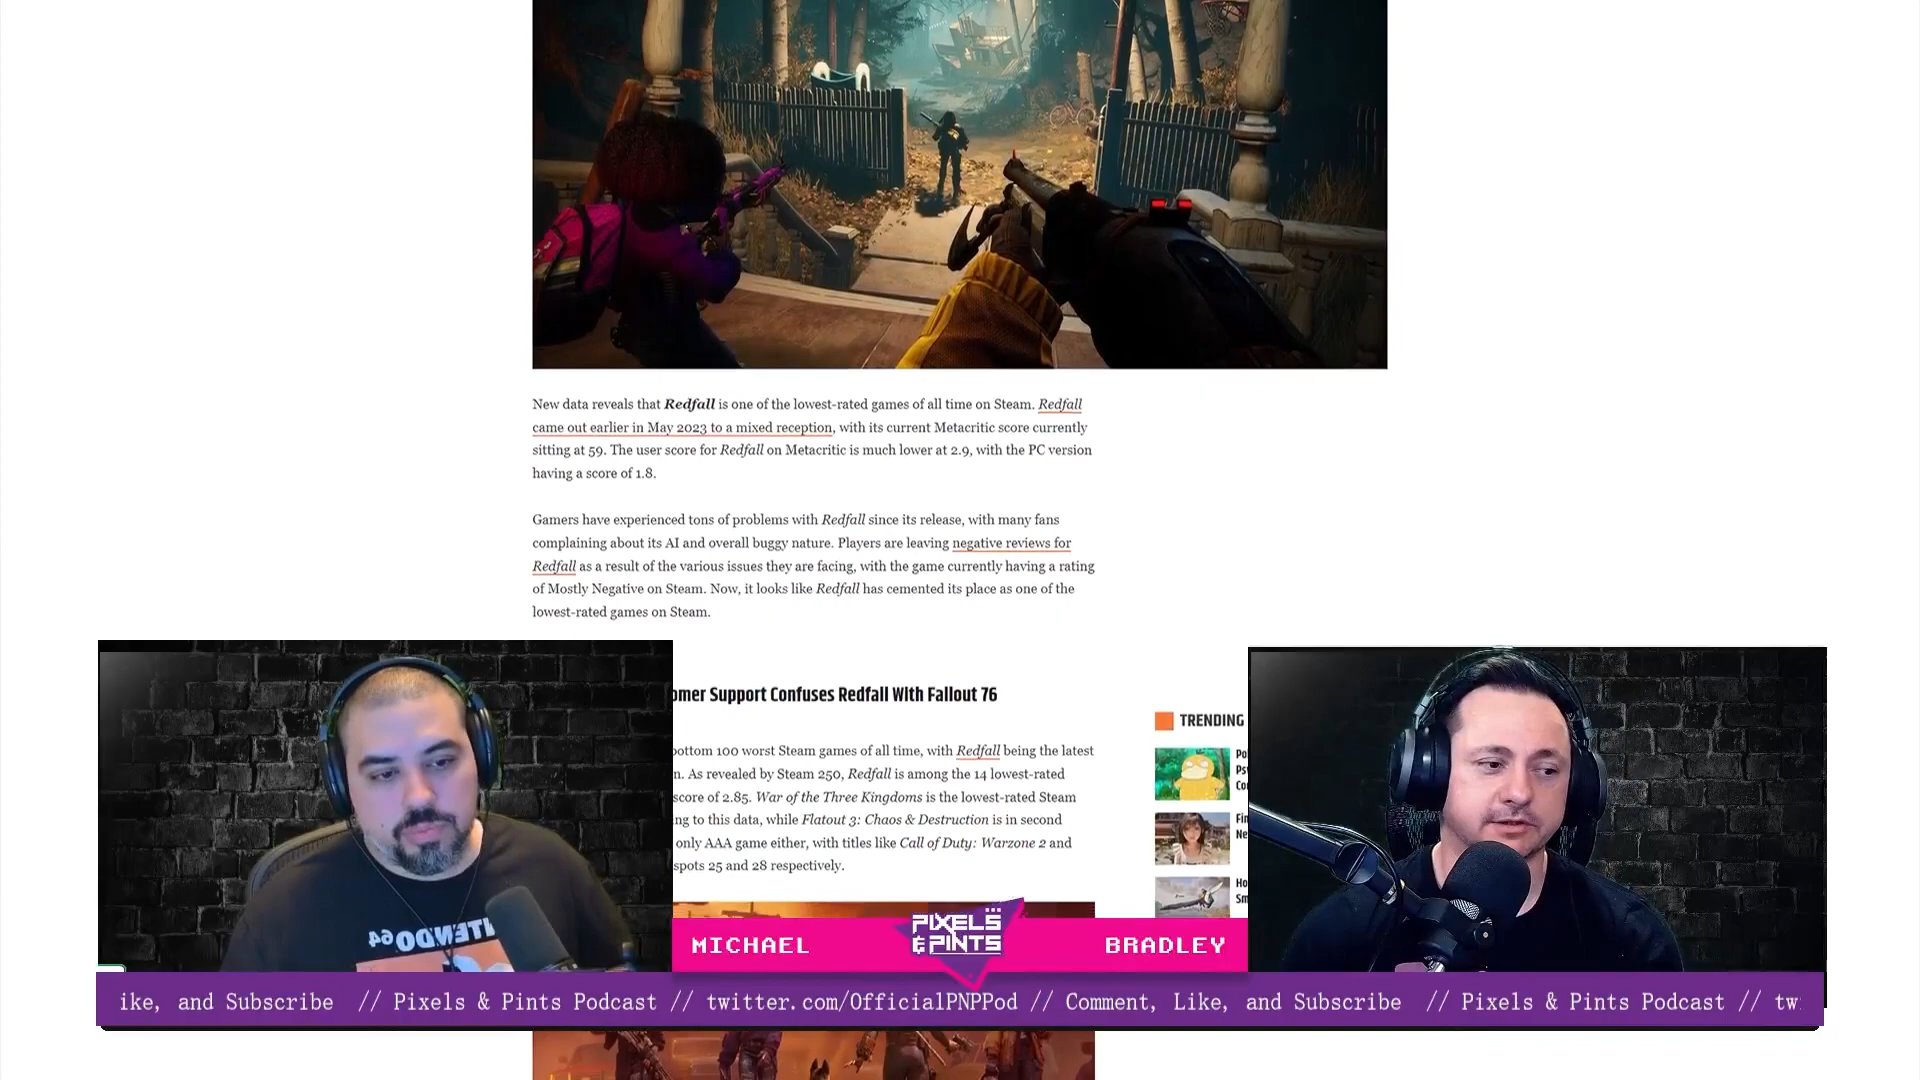 New data reveals that Redfall is one of the lowest-rated games of all time on Steam. Redfall
came out earlier in May 2023 to a mixed reception, with its current Metacritic score currently
sitting at 59. The user score for Redfall on Metacritic is much lower at 2.9, with the PC version
having a score of 1.8.
Gamers have experienced tons of problems with Redfall since its release, with many fans
complaining about its AI and overall buggy nature. Players are leaving negative reviews for
Redfall as a result of the various issues they are facing, with the game currently having a rating
of Mostly Negative on Steam. Now, it looks like Redfall has cemented its place as one of the
lowest-rated games on Steam.
omer Support Confuses Redfall With Fallout 76
bottom 100 worst Steam games of all time, with Redfall being the latest
n. As revealed by Steam 250, Redfall is among the 14 lowest-rated
score of 2.85. War of the Three Kingdoms is the lowest-rated Steam
ng to this data, while Flatout 3: Chaos & Destruction is in second
only AAA game either, with titles like Call of Duty: Warzone 2 and
spots 25 and 28 respectively.
TRENDING
Po
Psy
Co
Fin
Ne
Ho
Sm
ITENDO 64
MICHAEL
PIXELS
& PINTS
BRADLEY
ike, and Subscribe // Pixels & Pints Podcast // twitter.com/OfficialPNPPod // Comment, Like, and Subscribe // Pixels & Pints Podcast // tw